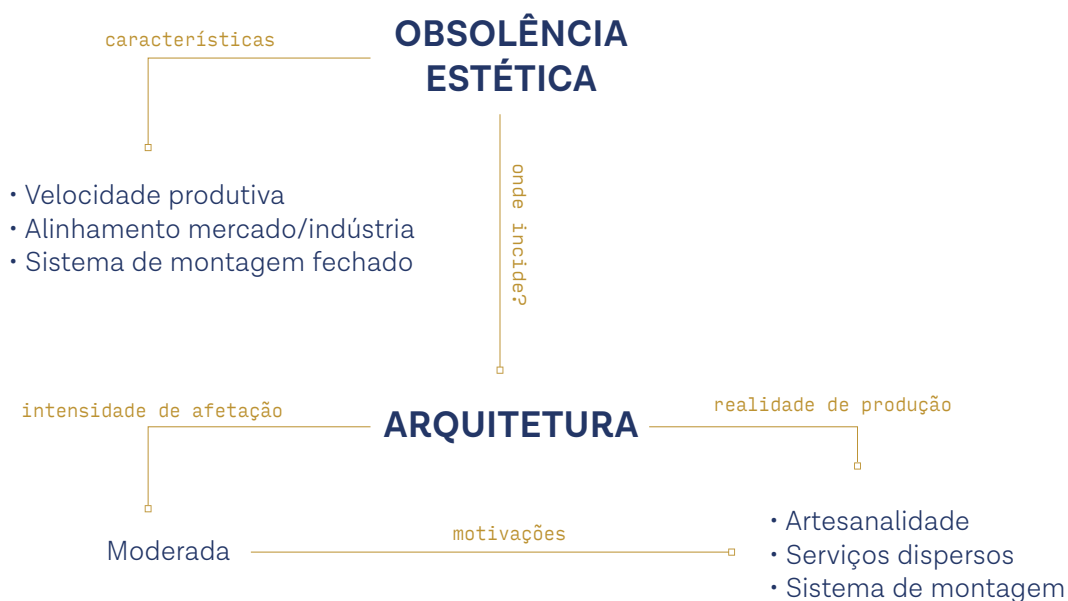 características
OBSOLÊNCIA
ESTÉTICA
• Velocidade produtiva
• Alinhamento mercado/indústria
• Sistema de montagem fechado
onde incide?
intensidade de afetação
ARQUITETURA
realidade de produção
Moderada
motivações
• Artesanalidade
• Serviços dispersos
• Sistema de montagem